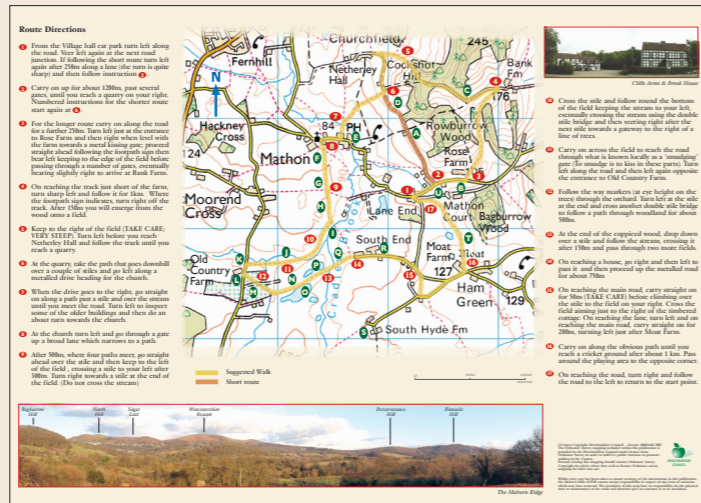 Route Directions
1 From the Village hall car park turn left along
the road. Veer left again at the next road
junction. If following the short route turn left
again after 250m along a lane (the turn is quite
sharp) and then follow instruction
2 Carry on up for about 1200m, past several
gates, until you reach a quarry on your right.
Numbered instructions for the shorter route
start again at
3 For the longer route carry on along the road
for a further 250m. Turn left just at the entrance
to Rose Farm and then right when level with
the farm towards a metal kissing gate; proceed
straight ahead following the footpath sign then
bear left keeping to the edge of the field before
passing through a number of gates, eventually
bearing slightly right to arrive at Bank Farm.
4 On reaching the track just short of the farm,
turn sharp left and follow it for 1km. Where
the footpath sign indicates, turn right off the
track. After 150m you will emerge from the
wood onto a field.
5 Keep to the right of the field (TAKE CARE;
VERY STEEP). Turn left before you reach
Netherley Hall and follow the track until you
reach a quarry.
6 At the quarry, take the path that goes downhill
over a couple of stiles and go left along a
metalled drive heading for the church.
7 When the drive goes to the right, go straight
on along a path past a stile and over the stream
until you meet the road. Turn left to inspect
some of the older buildings and then do an
about turn towards the church.
8 At the church turn left and go through a gate
up a broad lane which narrows to a path.
9 After 500m, where four paths meet, go straight
ahead over the stile and then keep to the left
of the field , crossing a stile to your left after
300m. Turn right towards a stile at the end of
the field. (Do not cross the stream)
Churchfield
245
Fernhill
Netherley
Hall
Cockshot
Hill
Bank
Fm
176
N
Hackney
Cross
84 PH
Rowburrow
Wood
Rose
Farm
124
Mathon
Moorend
Cross
Lane End
Mathon
Court
Bagburrow
Wood
South End
Moat
Farm
Moat
Old
Country
Farm
127
Ham
Green
129
South Hyde Fm
Suggested Walk
Short route
Cliffe Arms & Brook House
10 Cross the stile and follow round the bottom
of the field keeping the stream to your left,
eventually crossing the stream using the double
stile bridge and then veering right after the
next stile towards a gateway to the right of a
line of trees.
11 Carry on across the field to reach the road
through what is known locally as a 'smudging'
gate (To smudge is to kiss in these parts). Turn
left along the road and then left again opposite
the entrance to Old Country Farm.
12 Follow the way markers (at eye height on the
trees) through the orchard. Turn left at the stile
at the end and cross another double stile bridge
to follow a path through woodland for about
500m.
13 At the end of the coppiced wood, drop down
over a stile and follow the stream, crossing it
after 150m and pass through two more fields.
14 On reaching a house, go right and then left to
pass it and then proceed up the metalled road
for about 750m
15 On reaching the main road, carry straight on
for 50m (TAKE CARE) before climbing over
the stile to the field on your right. Cross the
field aiming just to the right of the timbered
cottage. On reaching the lane, turn left and on
reaching the main road, carry straight on for
200m, turning left just after Moat Farm.
16 Carry on along the obvious path until you
reach a cricket ground after about 1 km. Pass
around the playing area to the opposite corner.
17 On reaching the road, turn right and follow
the road to the left to return to the start point.
North
Hill
Sugar
Loaf
Worcestershire
Beacon
Perseverance
Hill
Pinnacle
Hill
The Malvern Ridge